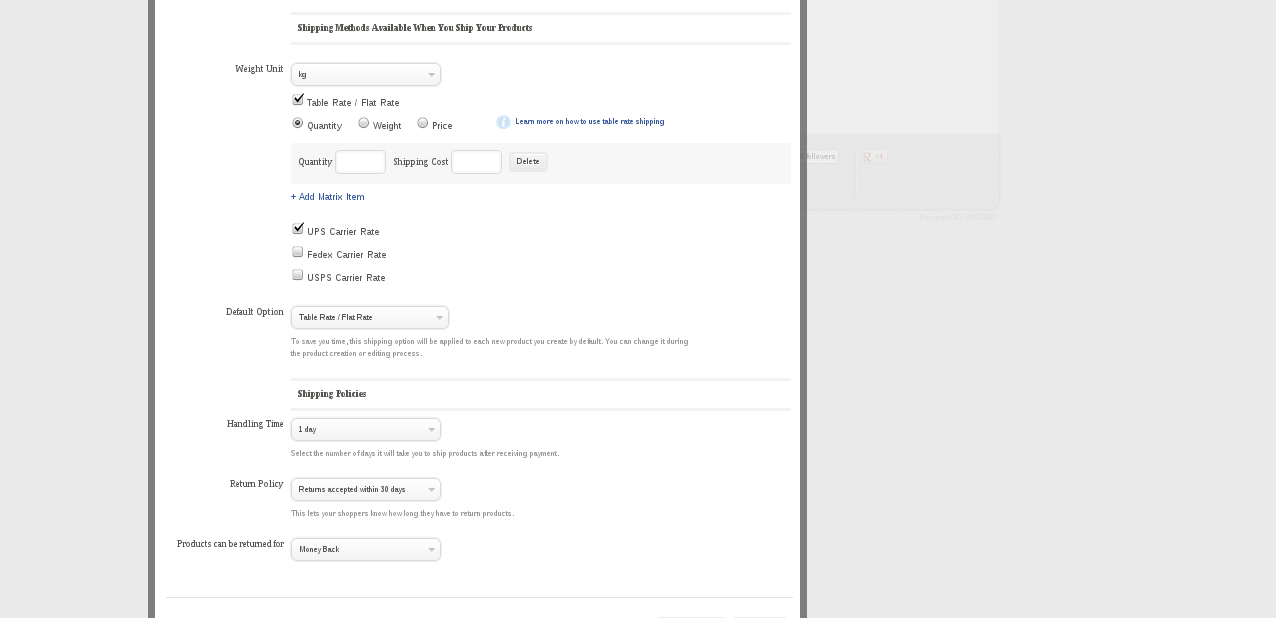 Shipping Methods Available When You Ship Your Products
Weight Unit kg
Table Rate / Flat Rate
Quantity Weight Price Learn more on how to use table rate shipping
Quantity Shipping Cost Delete
+ Add Matrix Item
UPS Carrier Rate
Fedex Carrier Rate
USPS Carrier Rate
Default Option Table Rate / Flat Rate
To save you time, this shipping option will be applied to each new product you create by default. You can change it during
the product creation or editing process.
Shipping Policies
Handling Time 1 day
Select the number of days it will take you to ship products after receiving payment.
Return Policy Returns accepted within 30 days
This lets your shoppers know how long they have to return products.
Products can be returned for Money Back
followers +1